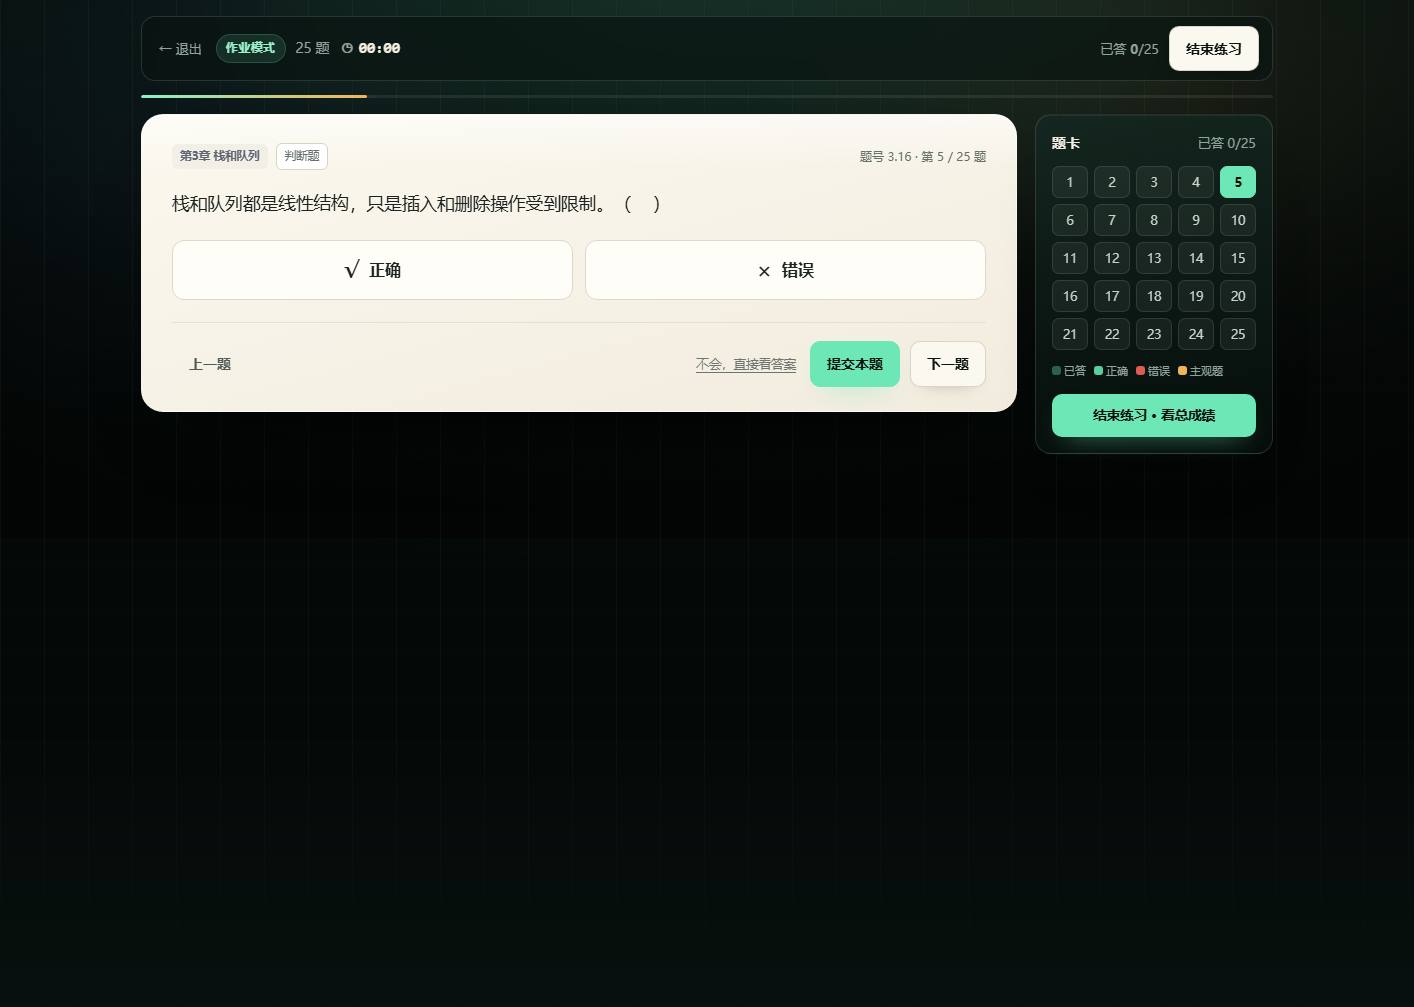 ← 退出 作业模式 25 题 ◷ 00:00 已答 0/25 结束练习
第3章 栈和队列 判断题 题号 3.16 · 第 5 / 25 题
栈和队列都是线性结构，只是插入和删除操作受到限制。（　）
√ 正确 × 错误
上一题 不会，直接看答案 提交本题 下一题
题卡 已答 0/25
1 2 3 4 5
6 7 8 9 10
11 12 13 14 15
16 17 18 19 20
21 22 23 24 25
已答 正确 错误 主观题
结束练习 · 看总成绩